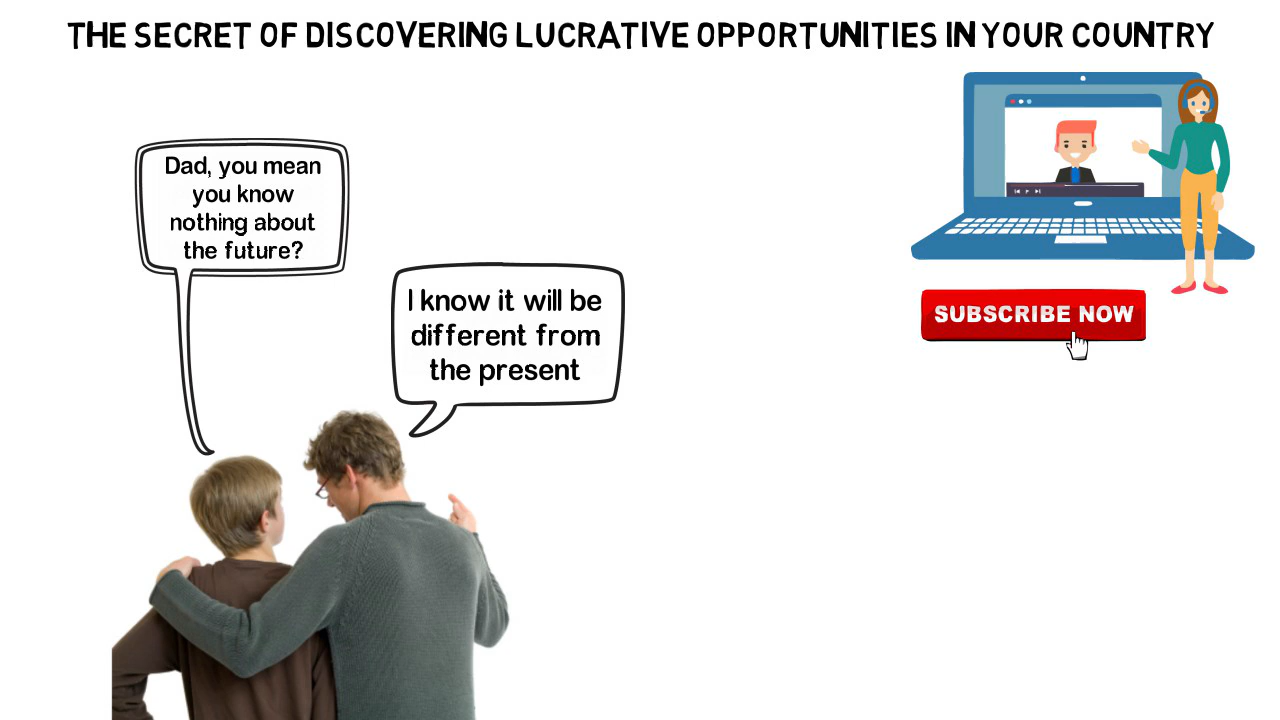 THE SECRET OF DISCOVERING LUCRATIVE OPPORTUNITIES IN YOUR COUNTRY
Dad, you mean
you know
nothing about
the future?
I know it will be
different from
the present
SUBSCRIBE NOW